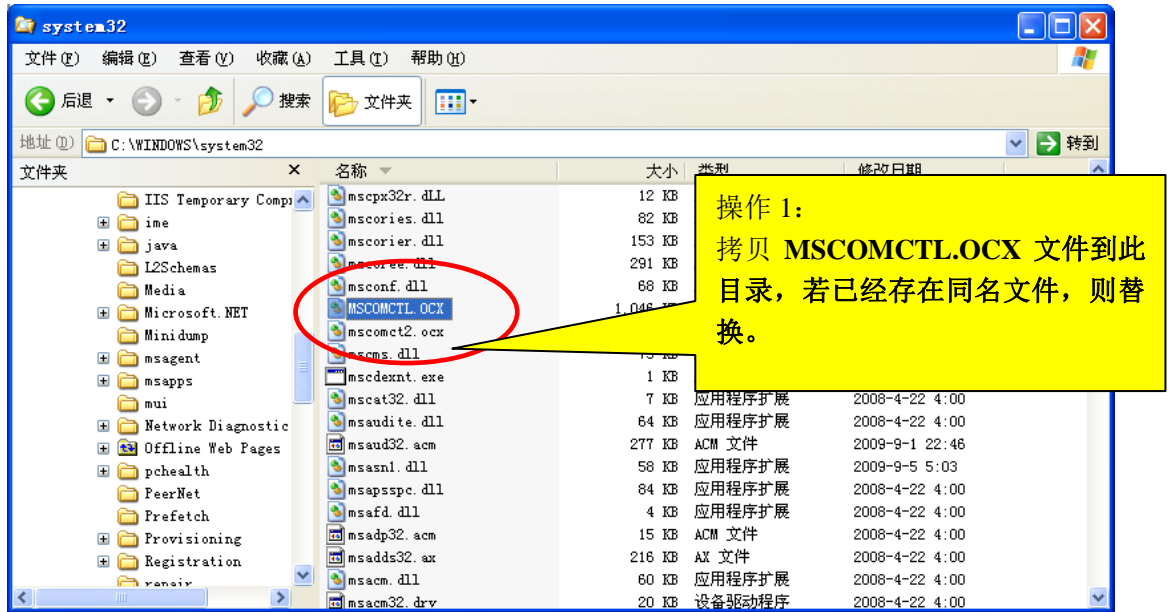 system32
文件(F) 编辑(E) 查看(V) 收藏(A) 工具(T) 帮助(H)
后退 搜索 文件夹
地址(D) C:\WINDOWS\system32 转到
文件夹 × 名称 大小 类型 修改日期
IIS Temporary Comp
ime
java
L2Schemas
Media
Microsoft.NET
Minidump
msagent
msapps
mui
Network Diagnostic
Offline Web Pages
pchealth
PeerNet
Prefetch
Provisioning
Registration
repair
mscpx32r.dLL 12 KB
mscories.dll 82 KB
mscorier.dll 153 KB
mscoree.dll 291 KB
msconf.dll 68 KB
MSCOMCTL.OCX 1,046 KB
mscomct2.ocx
mscms.dll
mscdexnt.exe 1 KB
mscat32.dll 7 KB 应用程序扩展 2008-4-22 4:00
msaudite.dll 64 KB 应用程序扩展 2008-4-22 4:00
msaud32.acm 277 KB ACM 文件 2009-9-1 22:46
msasn1.dll 58 KB 应用程序扩展 2009-9-5 5:03
msapsspc.dll 84 KB 应用程序扩展 2008-4-22 4:00
msafd.dll 4 KB 应用程序扩展 2008-4-22 4:00
msadp32.acm 15 KB ACM 文件 2008-4-22 4:00
msadds32.ax 216 KB AX 文件 2008-4-22 4:00
msacm.dll 60 KB 应用程序扩展 2008-4-22 4:00
msacm32.drv 20 KB 设备驱动程序 2008-4-22 4:00
操作 1：
拷贝 MSCOMCTL.OCX 文件到此
目录，若已经存在同名文件，则替
换。